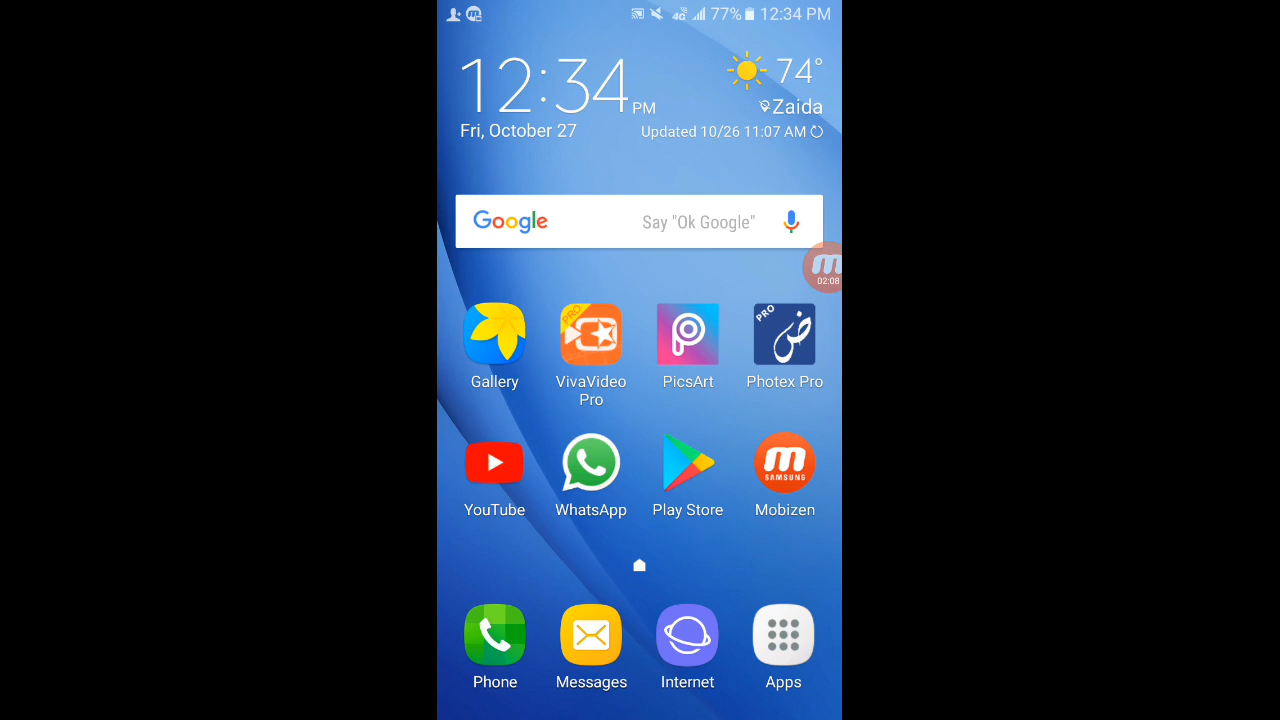 4G 77% 12:34 PM
12:34 PM
74°
Zaida
Fri, October 27
Updated 10/26 11:07 AM
Google Say "Ok Google"
m
02:08
PRO
PRO
ض
Gallery VivaVideo Pro PicsArt Photex Pro
m
SAMSUNG
YouTube WhatsApp Play Store Mobizen
Phone Messages Internet Apps